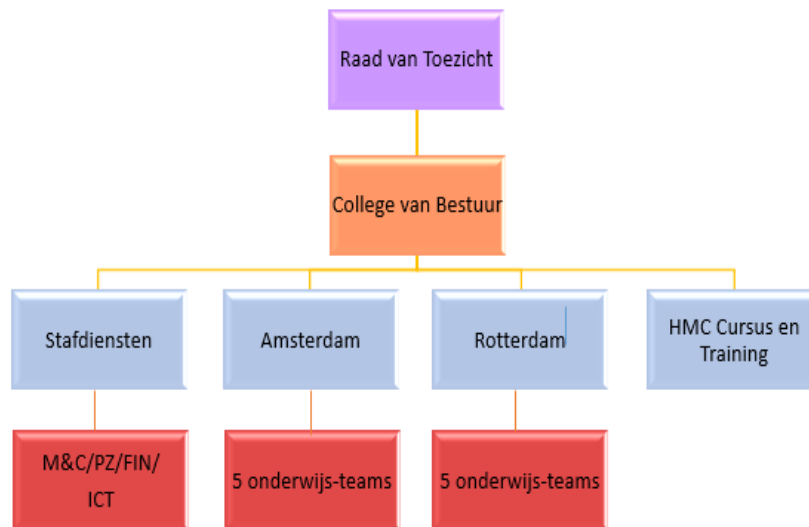 Raad van Toezicht
College van Bestuur
Stafdiensten
Amsterdam
Rotterdam
HMC Cursus en
Training
M&C/PZ/FIN/
ICT
5 onderwijs-teams
5 onderwijs-teams